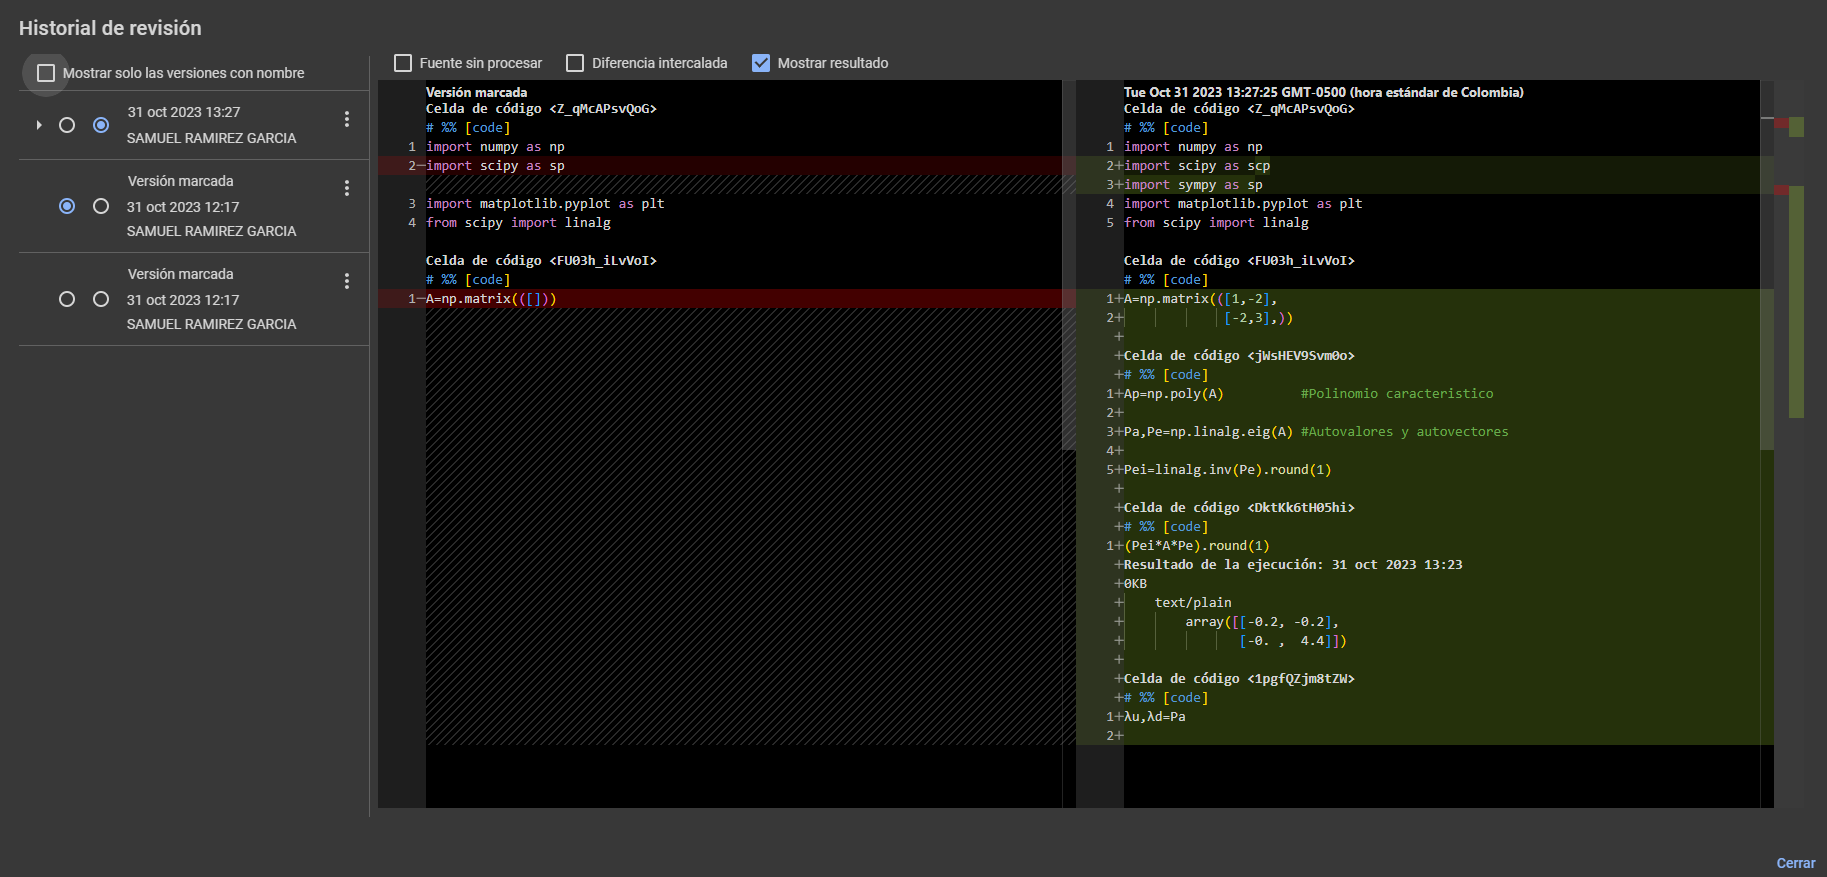 Historial de revisión
Mostrar solo las versiones con nombre
31 oct 2023 13:27
SAMUEL RAMIREZ GARCIA
Versión marcada
31 oct 2023 12:17
SAMUEL RAMIREZ GARCIA
Versión marcada
31 oct 2023 12:17
SAMUEL RAMIREZ GARCIA
Fuente sin procesar
Diferencia intercalada
Mostrar resultado
Versión marcada
Celda de código <Z_qMcAPsvQoG>
# %% [code]
1 import numpy as np
2−import scipy as sp
3 import matplotlib.pyplot as plt
4 from scipy import linalg
Celda de código <FU03h_iLvVoI>
# %% [code]
1−A=np.matrix(([]))
Tue Oct 31 2023 13:27:25 GMT-0500 (hora estándar de Colombia)
Celda de código <Z_qMcAPsvQoG>
# %% [code]
1 import numpy as np
2+import scipy as scp
3+import sympy as sp
4 import matplotlib.pyplot as plt
5 from scipy import linalg
Celda de código <FU03h_iLvVoI>
# %% [code]
1+A=np.matrix(([1,-2],
2+ [-2,3],))
+
+Celda de código <jWsHEV9Svm0o>
+# %% [code]
1+Ap=np.poly(A) #Polinomio caracteristico
2+
3+Pa,Pe=np.linalg.eig(A) #Autovalores y autovectores
4+
5+Pei=linalg.inv(Pe).round(1)
+
+Celda de código <DktKk6tH05hi>
+# %% [code]
1+(Pei*A*Pe).round(1)
+Resultado de la ejecución: 31 oct 2023 13:23
+0KB
+ text/plain
+ array([[-0.2, -0.2],
+ [-0. , 4.4]])
+
+Celda de código <1pgfQZjm8tZW>
+# %% [code]
1+λu,λd=Pa
2+
Cerrar